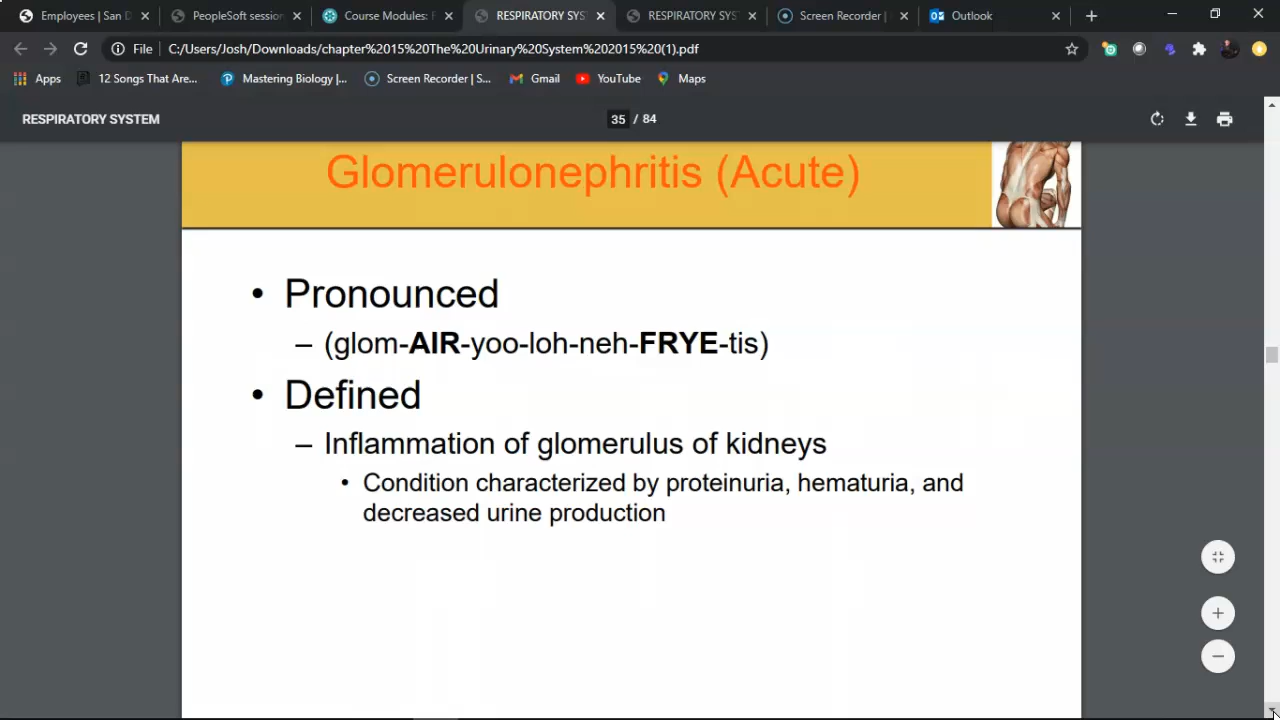 Employees | San D
PeopleSoft session
Course Modules: F
RESPIRATORY SYS
RESPIRATORY SYS
Screen Recorder |
Outlook
File
C:/Users/Josh/Downloads/chapter%2015%20The%20Urinary%20System%202015%20(1).pdf
Apps
12 Songs That Are...
Mastering Biology |...
Screen Recorder | S...
Gmail
YouTube
Maps
RESPIRATORY SYSTEM
35 / 84
Glomerulonephritis (Acute)
• Pronounced
– (glom-AIR-yoo-loh-neh-FRYE-tis)
• Defined
– Inflammation of glomerulus of kidneys
• Condition characterized by proteinuria, hematuria, and
decreased urine production